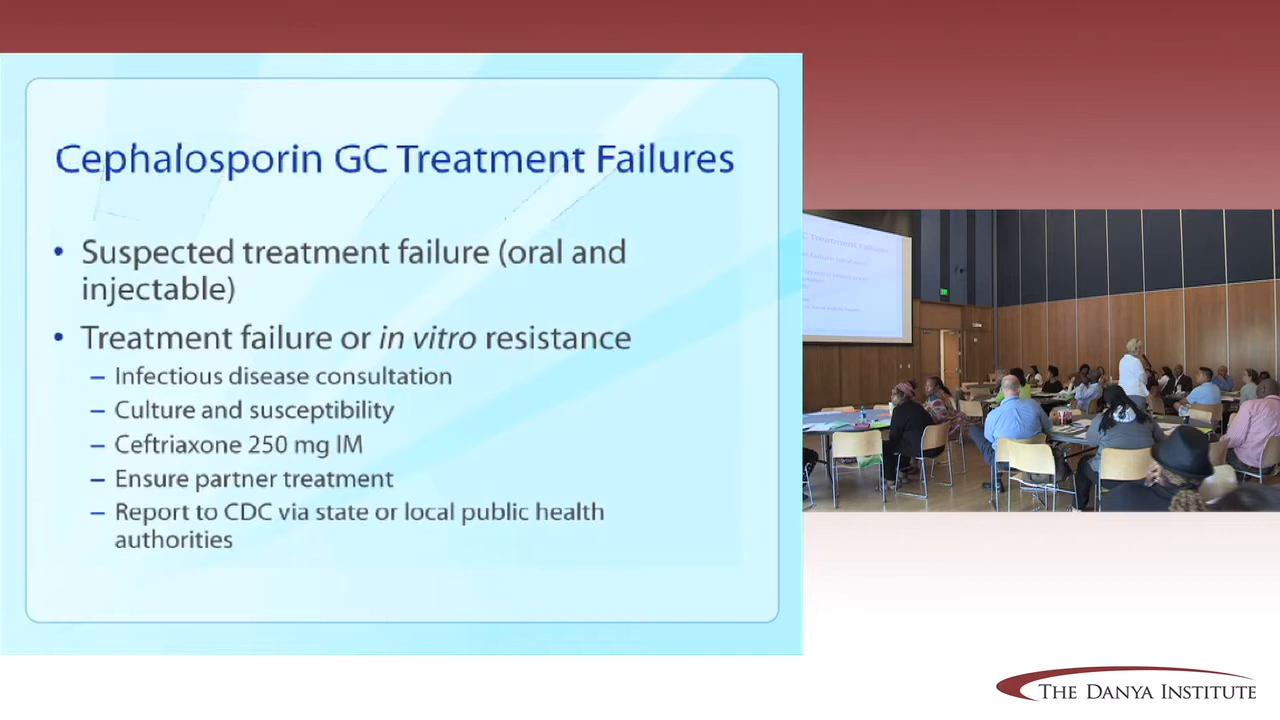 Cephalosporin GC Treatment Failures
• Suspected treatment failure (oral and
injectable)
• Treatment failure or in vitro resistance
– Infectious disease consultation
– Culture and susceptibility
– Ceftriaxone 250 mg IM
– Ensure partner treatment
– Report to CDC via state or local public health
authorities
THE DANYA INSTITUTE